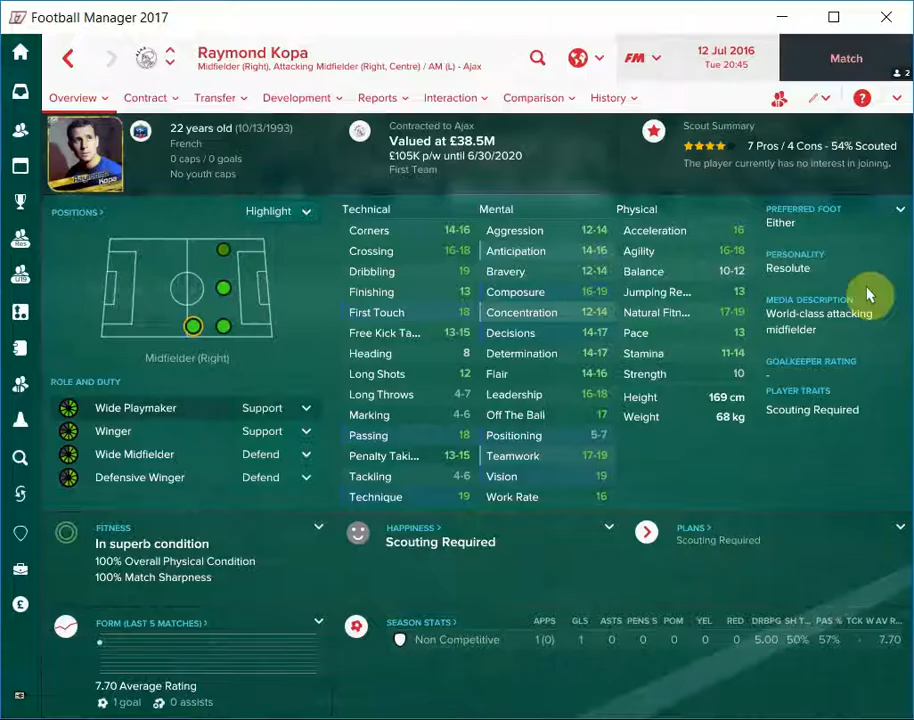 Football Manager 2017
Raymond Kopa
Midfielder (Right), Attacking Midfielder (Right, Centre) / AM (L) - Ajax
FM
12 Jul 2016
Tue 20:45
Match
2
Overview
Contract
Transfer
Development
Reports
Interaction
Comparison
History
?
22 years old (10/13/1993)
French
0 caps / 0 goals
No youth caps
Contracted to Ajax
Valued at £38.5M
£105K p/w until 6/30/2020
First Team
Scout Summary
7 Pros / 4 Cons - 54% Scouted
The player currently has no interest in joining.
POSITIONS >
Highlight
Midfielder (Right)
ROLE AND DUTY
Wide Playmaker Support
Winger Support
Wide Midfielder Defend
Defensive Winger Defend
Technical
Corners 14-16
Crossing 16-18
Dribbling 19
Finishing 13
First Touch 18
Free Kick Ta... 13-15
Heading 8
Long Shots 12
Long Throws 4-7
Marking 4-6
Passing 18
Penalty Taki... 13-15
Tackling 4-6
Technique 19
Mental
Aggression 12-14
Anticipation 14-16
Bravery 12-14
Composure 16-19
Concentration 12-14
Decisions 14-17
Determination 14-17
Flair 14-16
Leadership 16-18
Off The Ball 17
Positioning 5-7
Teamwork 17-19
Vision 19
Work Rate 16
Physical
Acceleration 16
Agility 16-18
Balance 10-12
Jumping Re... 13
Natural Fitn... 17-19
Pace 13
Stamina 11-14
Strength 10
Height 169 cm
Weight 68 kg
PREFERRED FOOT
Either
PERSONALITY
Resolute
MEDIA DESCRIPTION
World-class attacking
midfielder
GOALKEEPER RATING
-
PLAYER TRAITS
Scouting Required
FITNESS
In superb condition
100% Overall Physical Condition
100% Match Sharpness
HAPPINESS >
Scouting Required
PLANS >
Scouting Required
FORM (LAST 5 MATCHES) >
7.70 Average Rating
1 goal 0 assists
SEASON STATS > APPS GLS ASTS PENS S POM YEL RED DRBPG SH T... PAS % TCK W AV R...
Non Competitive 1(0) 1 0 0 0 0 0 5.00 50% 57% - 7.70